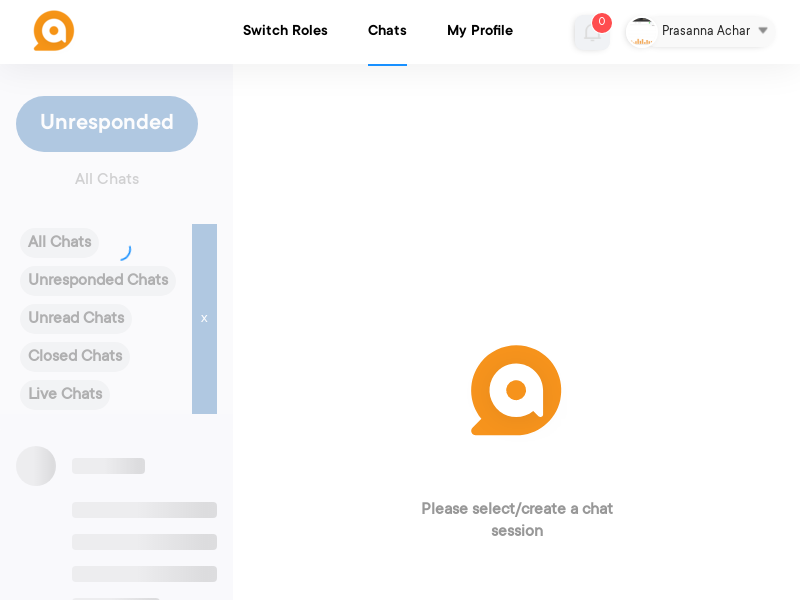 Switch Roles
Chats
My Profile
0
Prasanna Achar
Unresponded
All Chats
All Chats
Unresponded Chats
Unread Chats
Closed Chats
Live Chats
x
Please select/create a chat
session